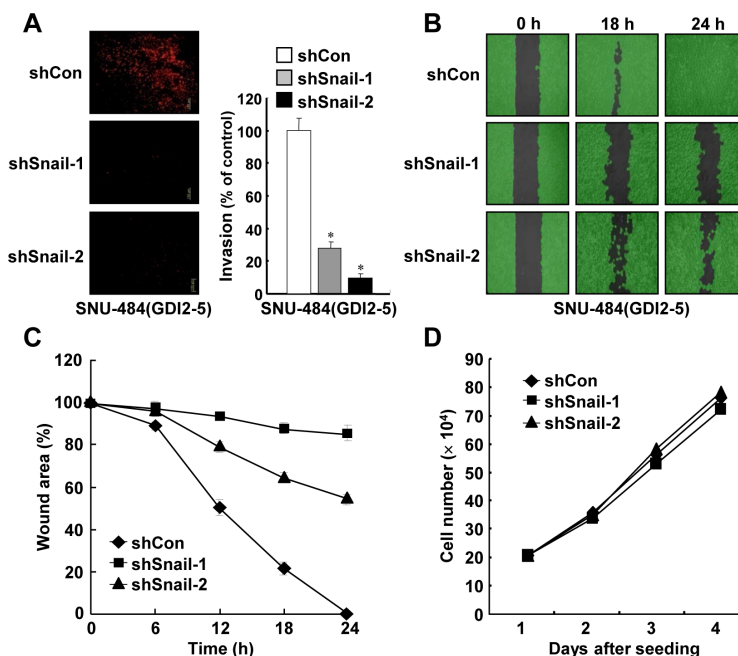 A
shCon
shSnail-1
shSnail-2
SNU-484(GDI2-5)
shCon
shSnail-1
shSnail-2
Invasion (% of control)
120
100
80
60
40
20
0
*
*
SNU-484(GDI2-5)
B
0 h 18 h 24 h
shCon
shSnail-1
shSnail-2
SNU-484(GDI2-5)
C
Wound area (%)
120
100
80
60
40
20
0
shCon
shSnail-1
shSnail-2
0 6 12 18 24
Time (h)
D
Cell number (× 10⁴)
90
80
70
60
50
40
30
20
10
0
shCon
shSnail-1
shSnail-2
1 2 3 4
Days after seeding